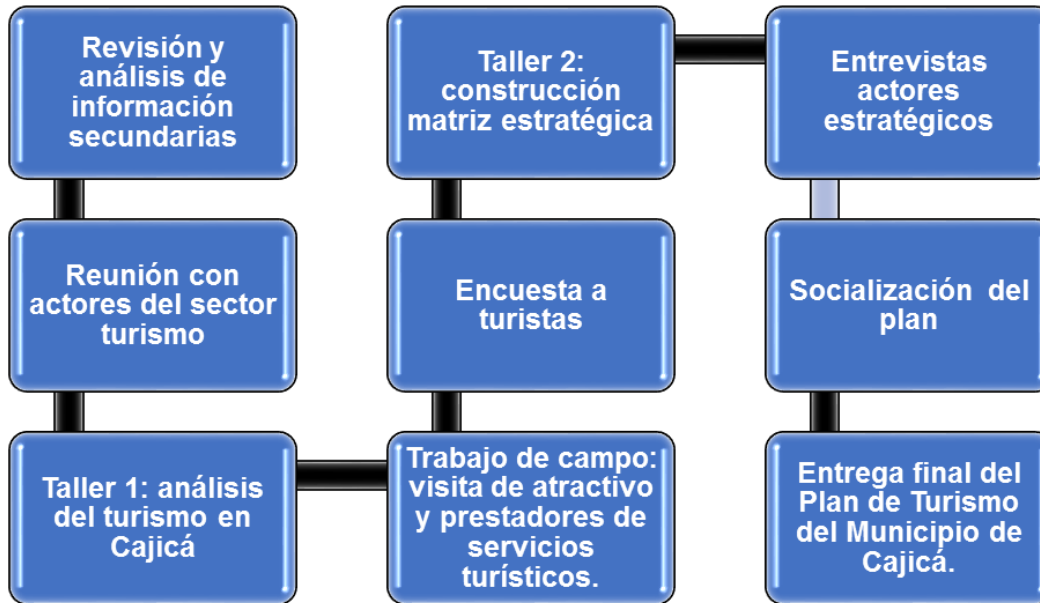 Revisión y
análisis de
información
secundarias
Reunión con
actores del sector
turismo
Taller 1: análisis
del turismo en
Cajicá
Trabajo de campo:
visita de atractivo
y prestadores de
servicios
turísticos.
Encuesta a
turistas
Taller 2:
construcción
matriz estratégica
Entrevistas
actores
estratégicos
Socialización del
plan
Entrega final del
Plan de Turismo
del Municipio de
Cajicá.